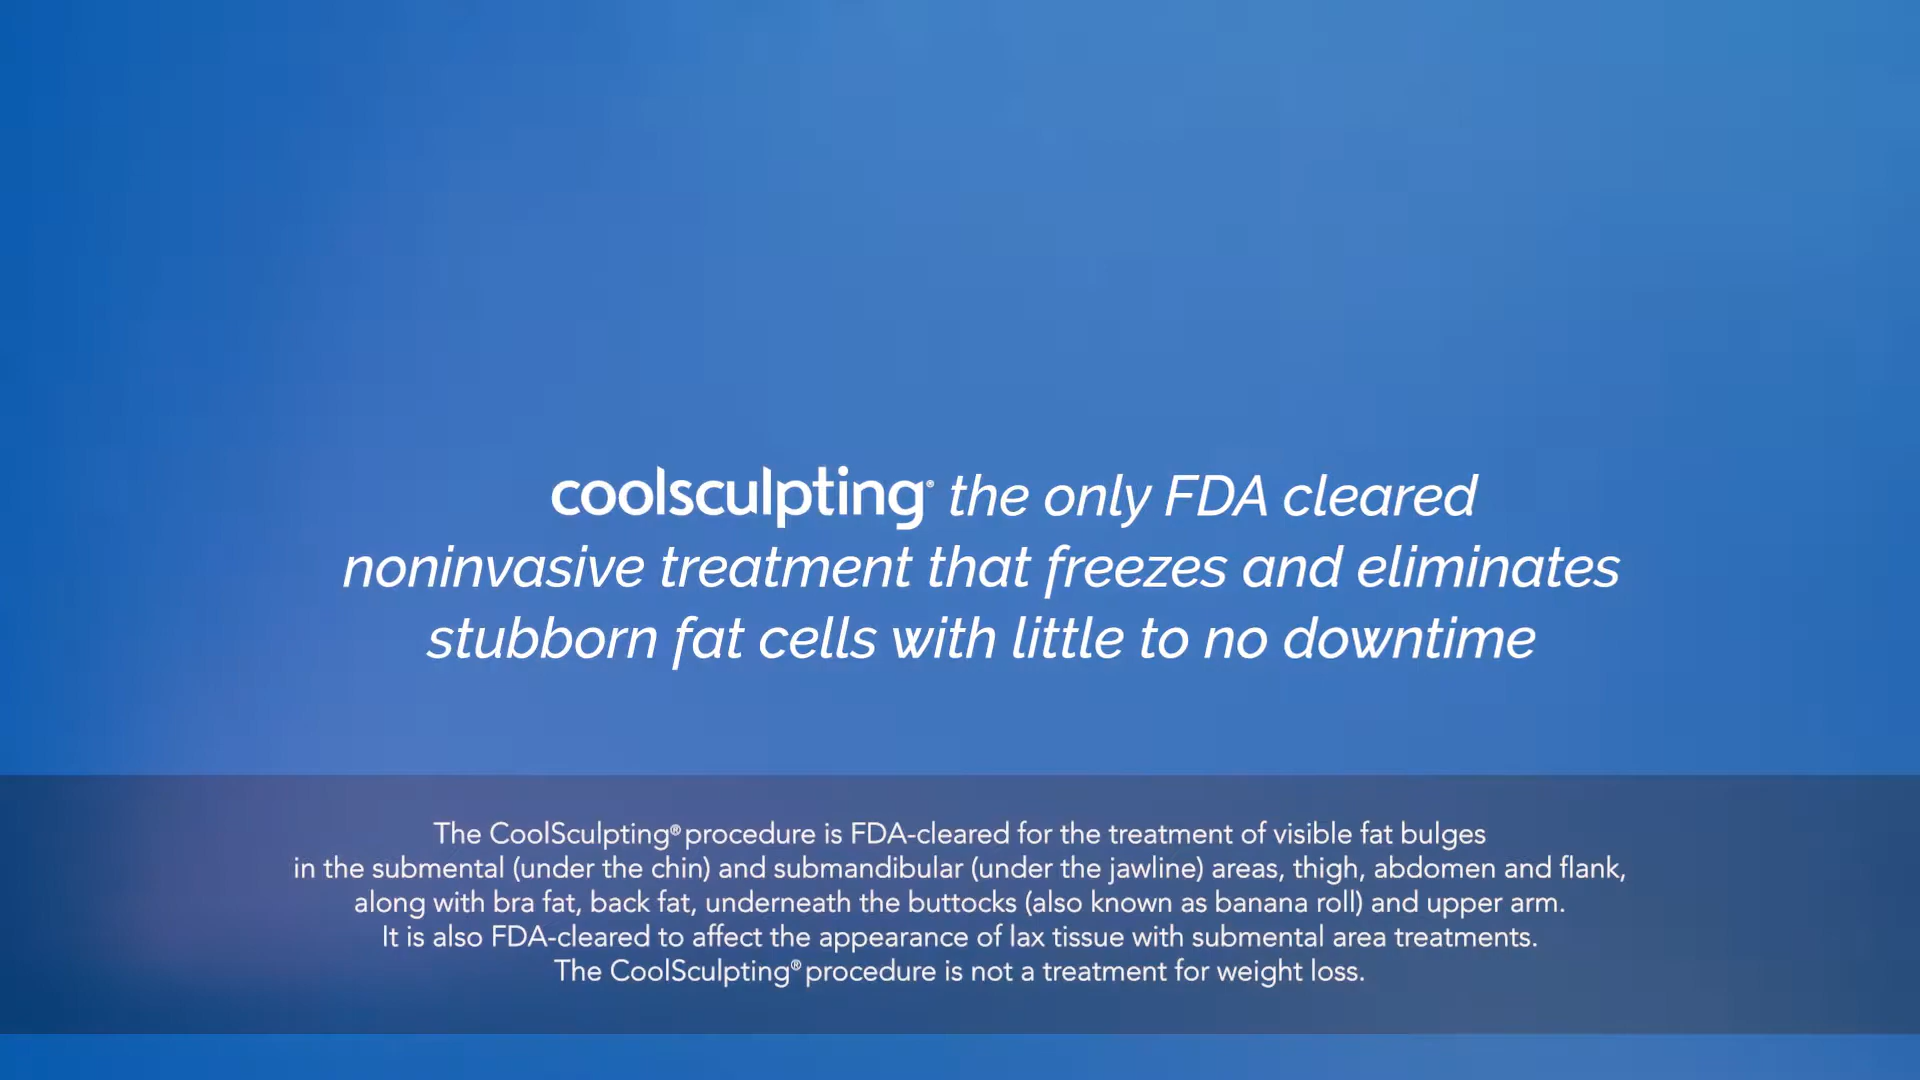 coolsculpting® the only FDA cleared
noninvasive treatment that freezes and eliminates
stubborn fat cells with little to no downtime
The CoolSculpting® procedure is FDA-cleared for the treatment of visible fat bulges
in the submental (under the chin) and submandibular (under the jawline) areas, thigh, abdomen and flank,
along with bra fat, back fat, underneath the buttocks (also known as banana roll) and upper arm.
It is also FDA-cleared to affect the appearance of lax tissue with submental area treatments.
The CoolSculpting® procedure is not a treatment for weight loss.